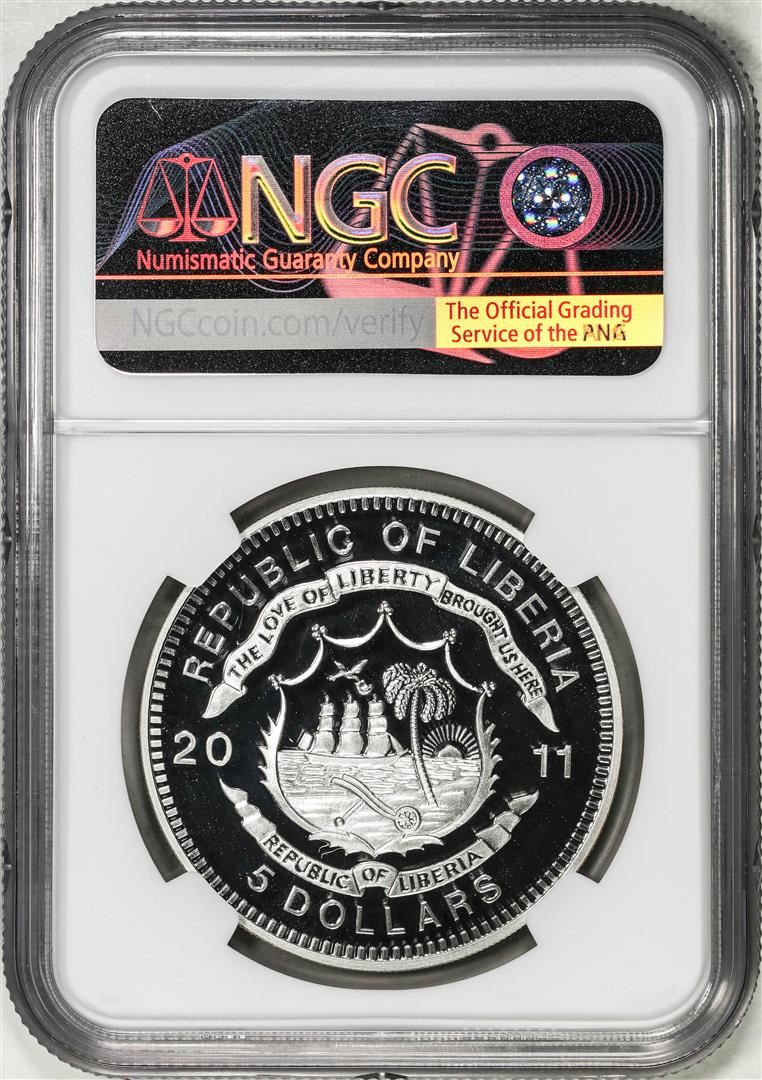 NGC
Numismatic Guaranty Company
NGCcoin.com/verify
The Official Grading
Service of the PNG
REPUBLIC OF LIBERIA
THE LOVE OF LIBERTY BROUGHT US HERE
20 11
REPUBLIC OF LIBERIA
5 DOLLARS